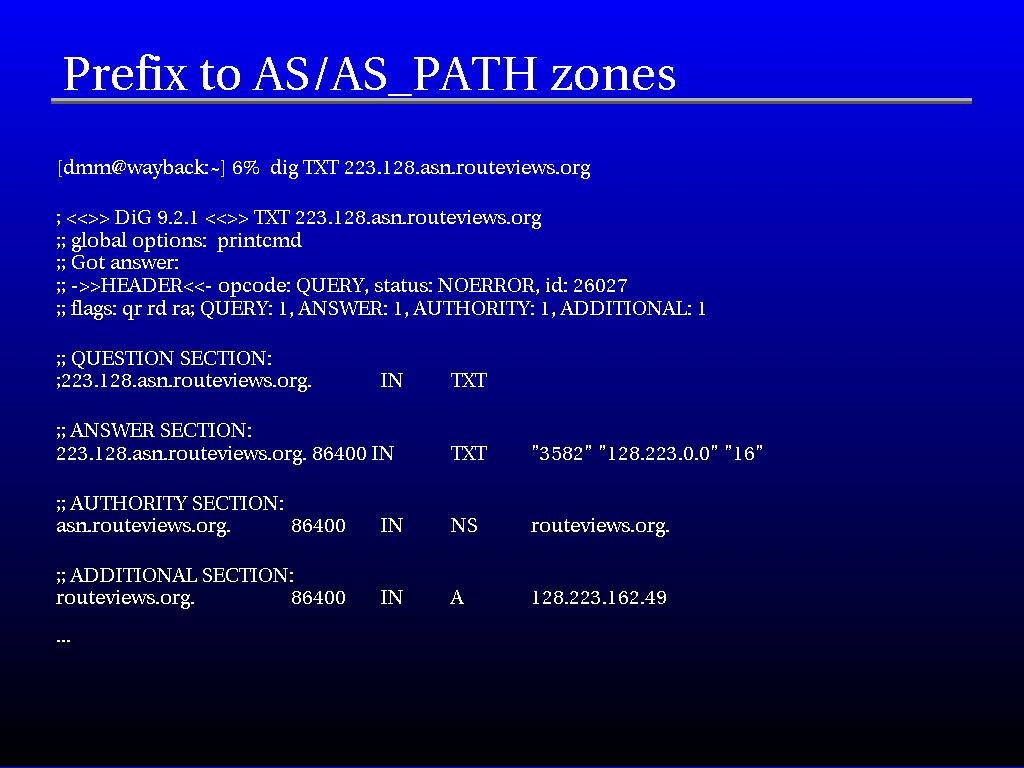 Prefix to AS/AS_PATH zones
[dmm@wayback:~] 6%  dig TXT 223.128.asn.routeviews.org
; <<>> DiG 9.2.1 <<>> TXT 223.128.asn.routeviews.org
;; global options:  printcmd
;; Got answer:
;; ->>HEADER<<- opcode: QUERY, status: NOERROR, id: 26027
;; flags: qr rd ra; QUERY: 1, ANSWER: 1, AUTHORITY: 1, ADDITIONAL: 1
;; QUESTION SECTION:
;223.128.asn.routeviews.org. IN TXT
;; ANSWER SECTION:
223.128.asn.routeviews.org. 86400 IN TXT "3582" "128.223.0.0" "16"
;; AUTHORITY SECTION:
asn.routeviews.org. 86400 IN NS routeviews.org.
;; ADDITIONAL SECTION:
routeviews.org. 86400 IN A 128.223.162.49
...